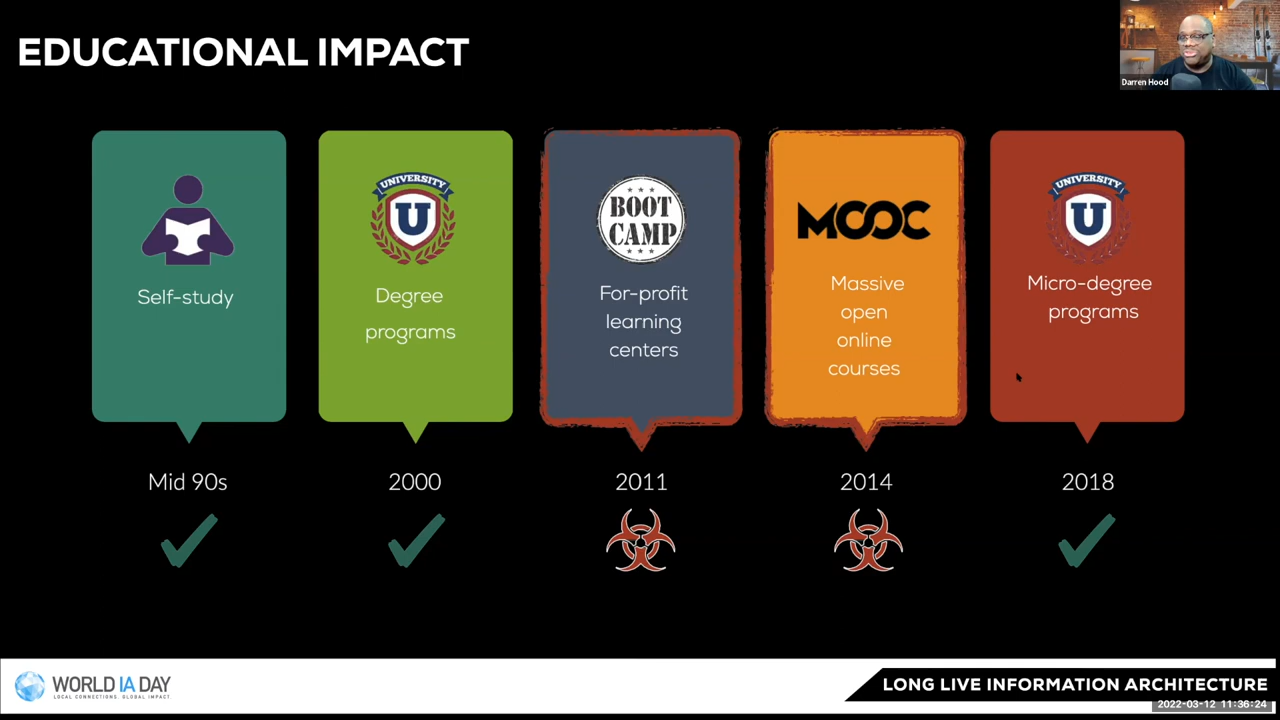 EDUCATIONAL IMPACT
Darren Hood
Self-study
UNIVERSITY
U
Degree
programs
★ ★ ★
BOOT
CAMP
★ ★ ★
For-profit
learning
centers
MOOC
Massive
open
online
courses
UNIVERSITY
U
Micro-degree
programs
Mid 90s
2000
2011
2014
2018
WORLD IA DAY
LOCAL CONNECTIONS. GLOBAL IMPACT.
LONG LIVE INFORMATION ARCHITECTURE
2022-03-12 11:36:24